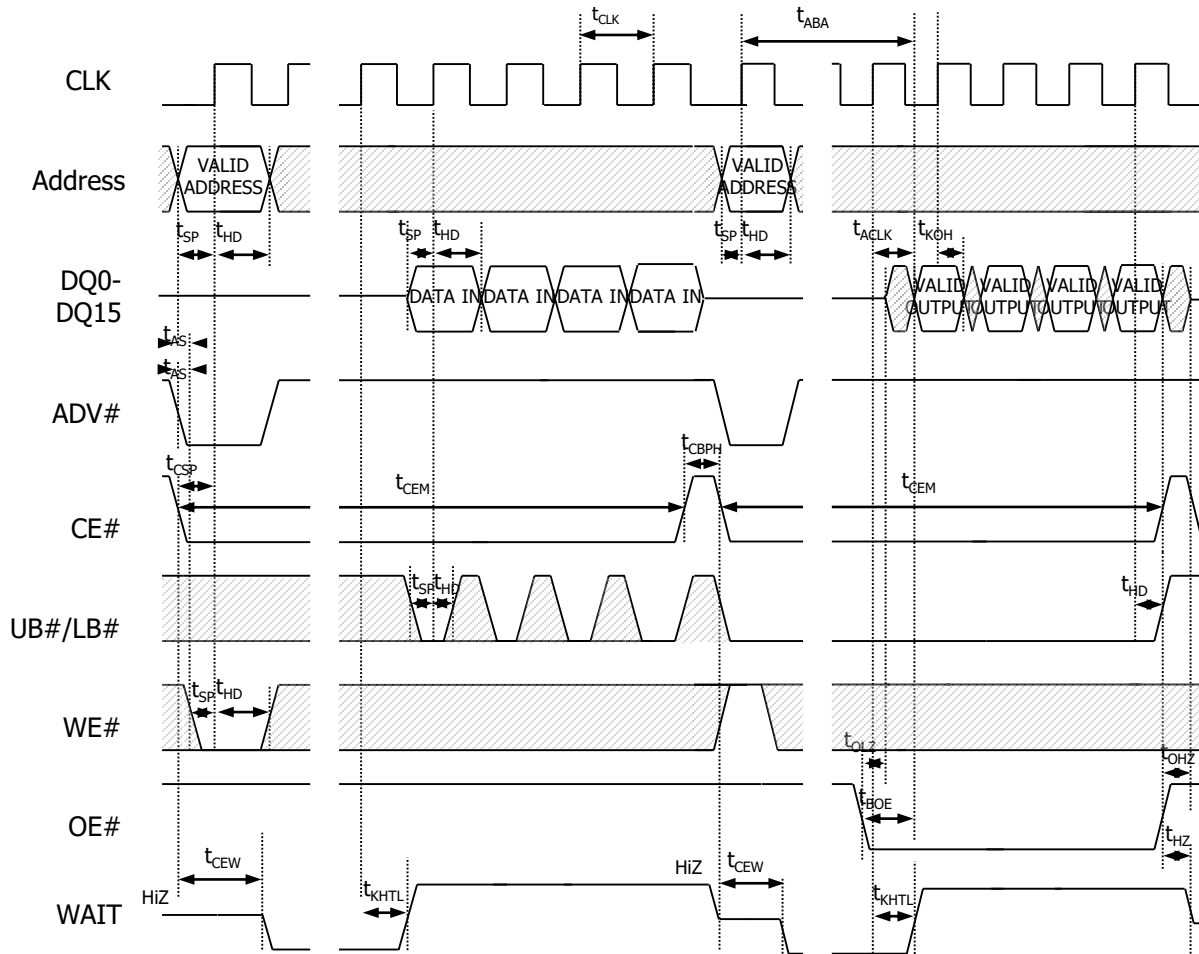 tCLK
tABA
CLK
Address
VALID
ADDRESS
VALID
ADDRESS
tSP
tHD
tSP
tHD
tSP
tHD
tACLK
tKOH
DQ0-
DQ15
DATA IN
DATA IN
DATA IN
DATA IN
VALID
OUTPUT
VALID
OUTPUT
VALID
OUTPUT
VALID
OUTPUT
tAS
tAS
ADV#
tCBPH
tCSP
tCEM
tCEM
CE#
tSP
tHD
tHD
UB#/LB#
tSP
tHD
WE#
tOLZ
tOHZ
tBOE
OE#
tHZ
tCEW
HiZ
tCEW
HiZ
tKHTL
tKHTL
WAIT